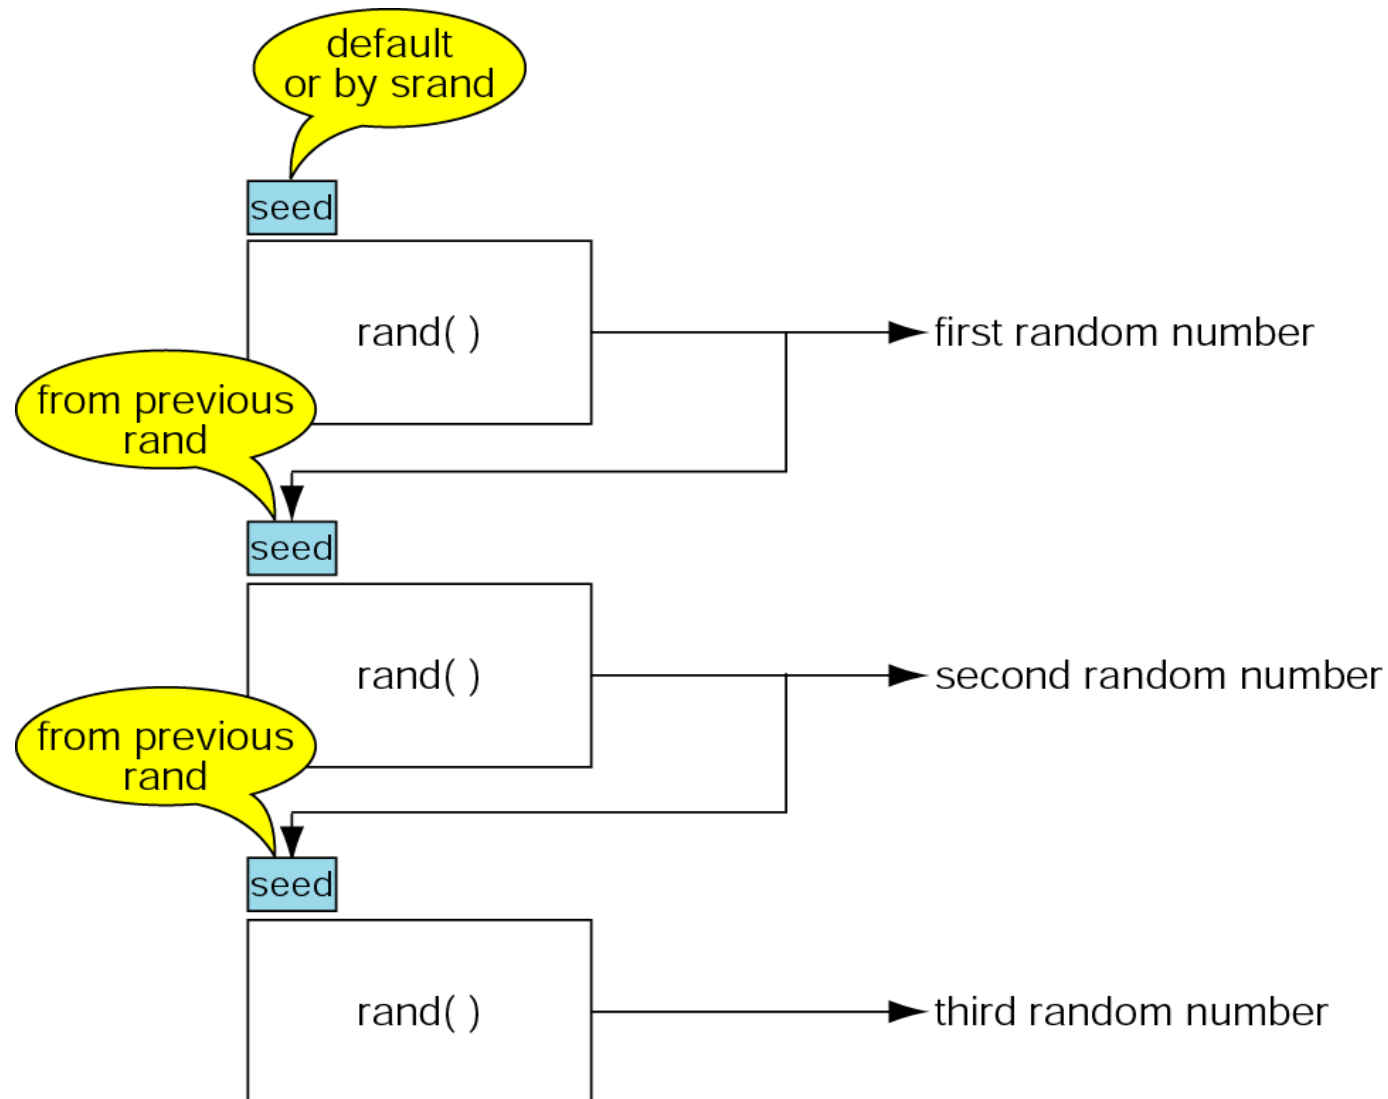 default
or by srand
seed
rand( )
first random number
from previous
rand
seed
rand( )
second random number
from previous
rand
seed
rand( )
third random number